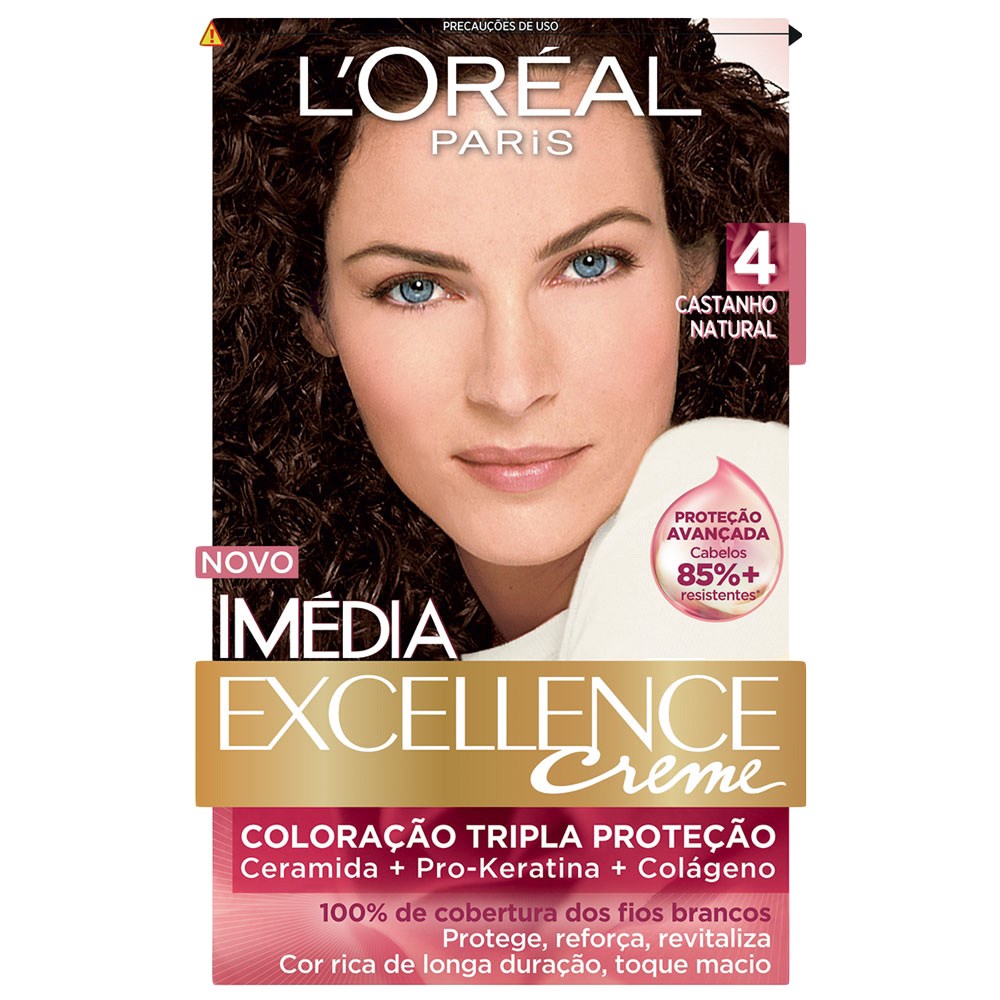 PRECAUÇÕES DE USO
L'ORÉAL
PARiS
4
CASTANHO
NATURAL
PROTEÇÃO
AVANÇADA
Cabelos
85%+
resistentes*
NOVO
IMÉDIA
EXCELLENCE
Creme
COLORAÇÃO TRIPLA PROTEÇÃO
Ceramida + Pro-Keratina + Colágeno
100% de cobertura dos fios brancos
Protege, reforça, revitaliza
Cor rica de longa duração, toque macio